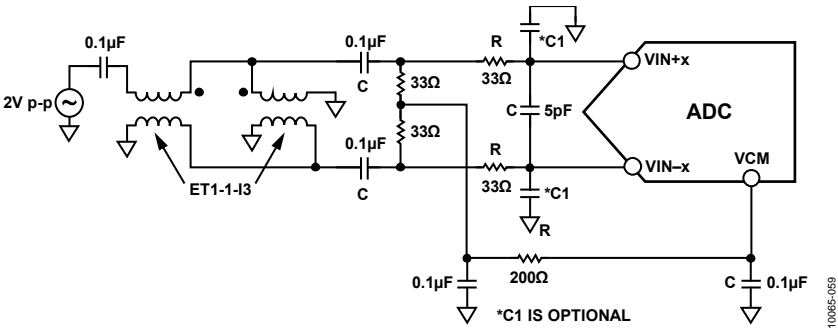 0.1µF
2V p-p
ET1-1-I3
0.1µF
C
0.1µF
C
33Ω
33Ω
R
33Ω
*C1
C
5pF
R
33Ω
*C1
R
VIN+x
ADC
VIN–x
VCM
0.1µF
200Ω
C
0.1µF
*C1 IS OPTIONAL
10065-059